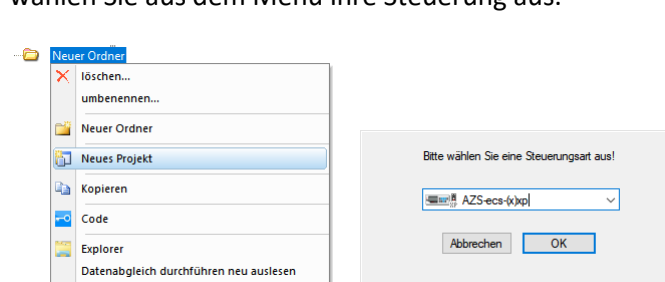 wählen Sie aus dem Menü ihre Steuerung aus:
Neuer Ordner
löschen...
umbenennen...
Neuer Ordner
Neues Projekt
Kopieren
Code
Explorer
Datenabgleich durchführen neu auslesen
Bitte wählen Sie eine Steuerungsart aus!
AZS-ecs-(x)xp
Abbrechen OK